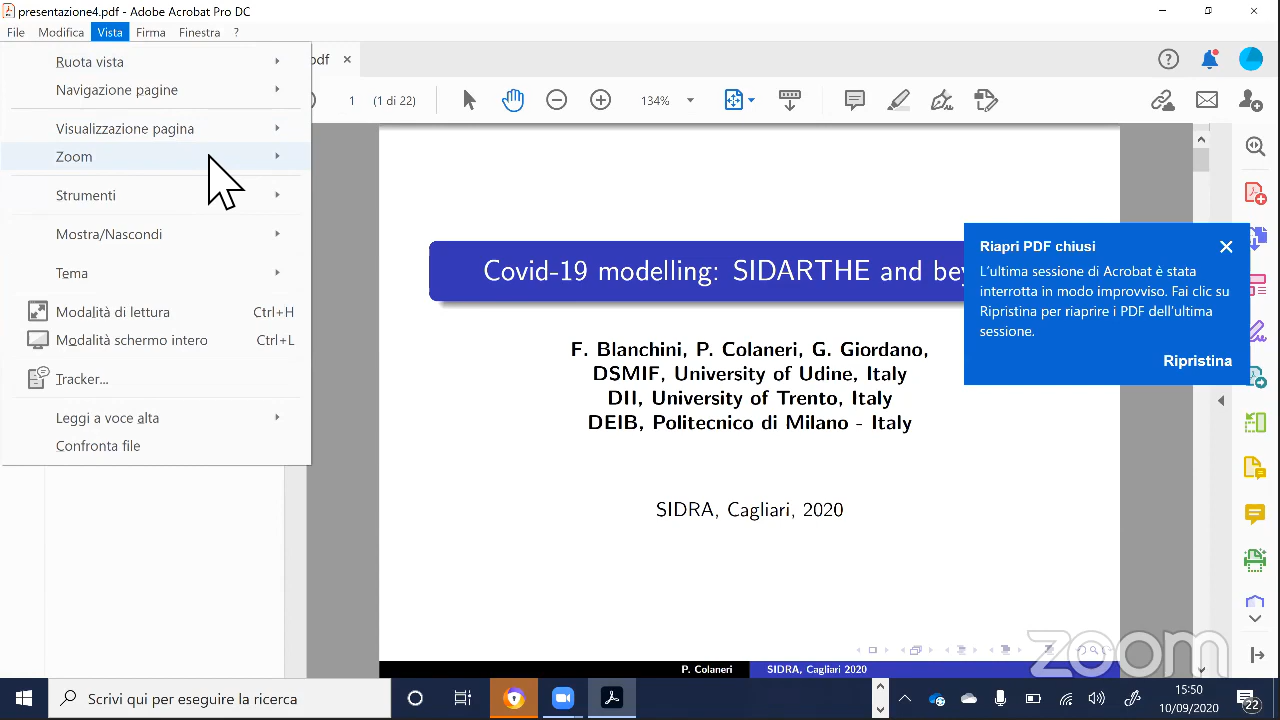 presentazione4.pdf - Adobe Acrobat Pro DC
File Modifica Vista Firma Finestra ?
Ruota vista
Navigazione pagine
Visualizzazione pagina
Zoom
Strumenti
Mostra/Nascondi
Tema
Modalità di lettura Ctrl+H
Modalità schermo intero Ctrl+L
Tracker...
Leggi a voce alta
Confronta file
pdf
1 (1 di 22) 134%
Covid-19 modelling: SIDARTHE and bey
F. Blanchini, P. Colaneri, G. Giordano,
DSMIF, University of Udine, Italy
DII, University of Trento, Italy
DEIB, Politecnico di Milano - Italy
SIDRA, Cagliari, 2020
P. Colaneri SIDRA, Cagliari 2020
Riapri PDF chiusi
L'ultima sessione di Acrobat è stata
interrotta in modo improvviso. Fai clic su
Ripristina per riaprire i PDF dell'ultima
sessione.
Ripristina
zoom
Scrivi qui per eseguire la ricerca
15:50
10/09/2020
22